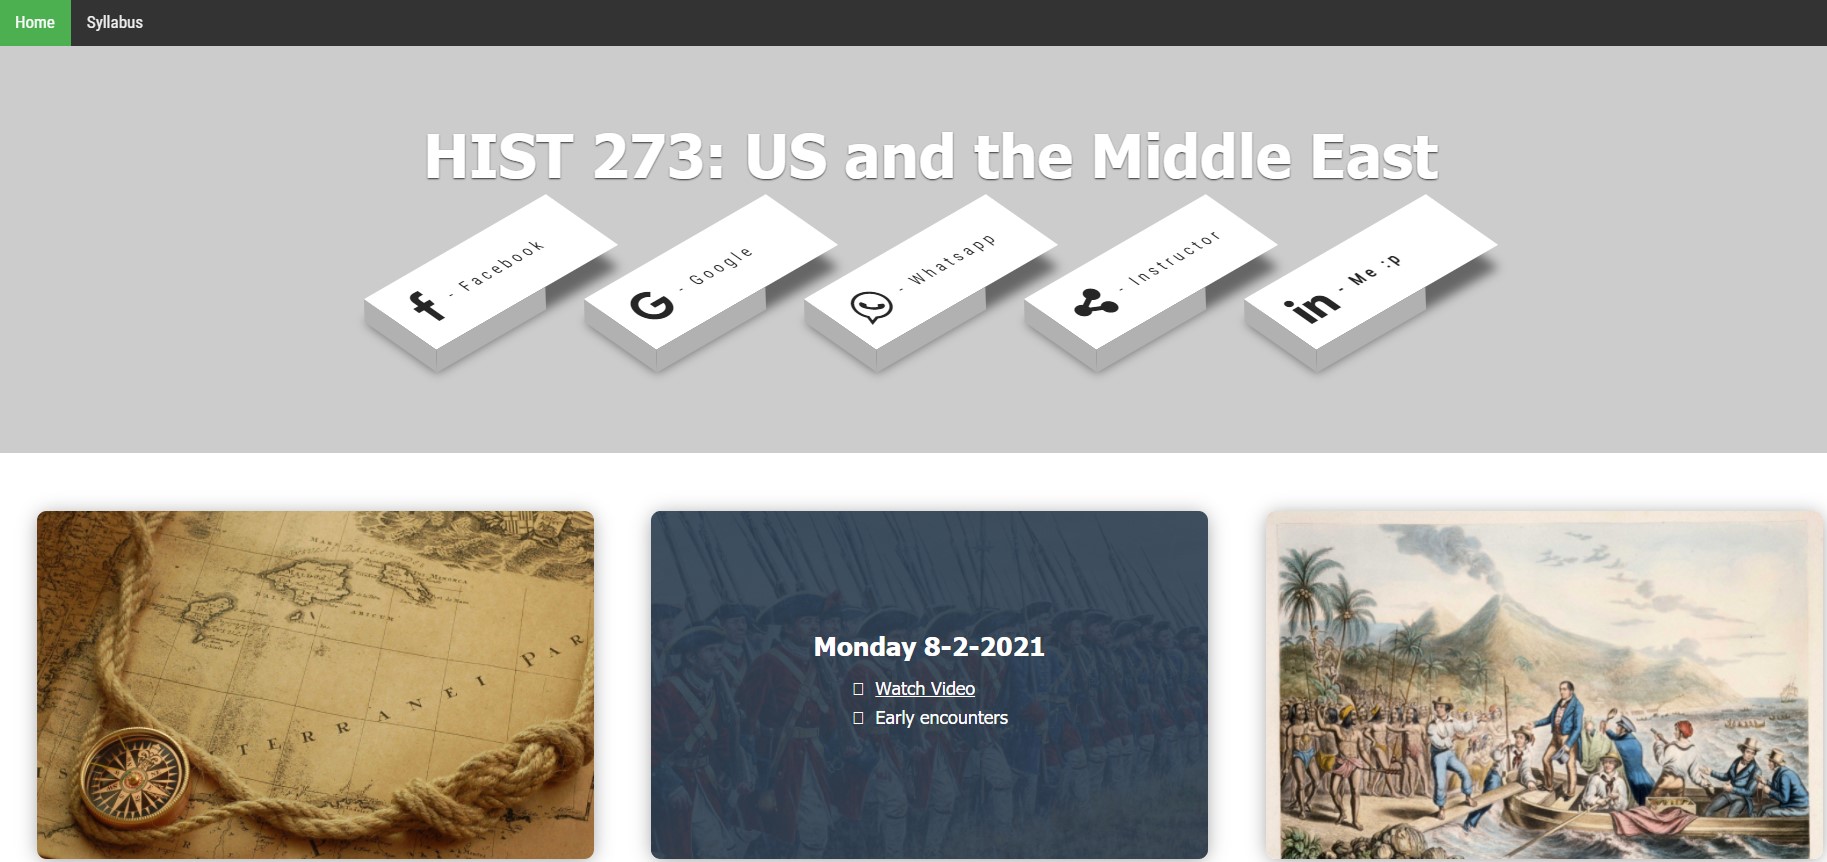 Home Syllabus
HIST 273: US and the Middle East
f - Facebook
G - Google
- Whatsapp
- Instructor
in - Me :p
MALLORCA
TERRANEI PAR
Monday 8-2-2021
Watch Video
Early encounters